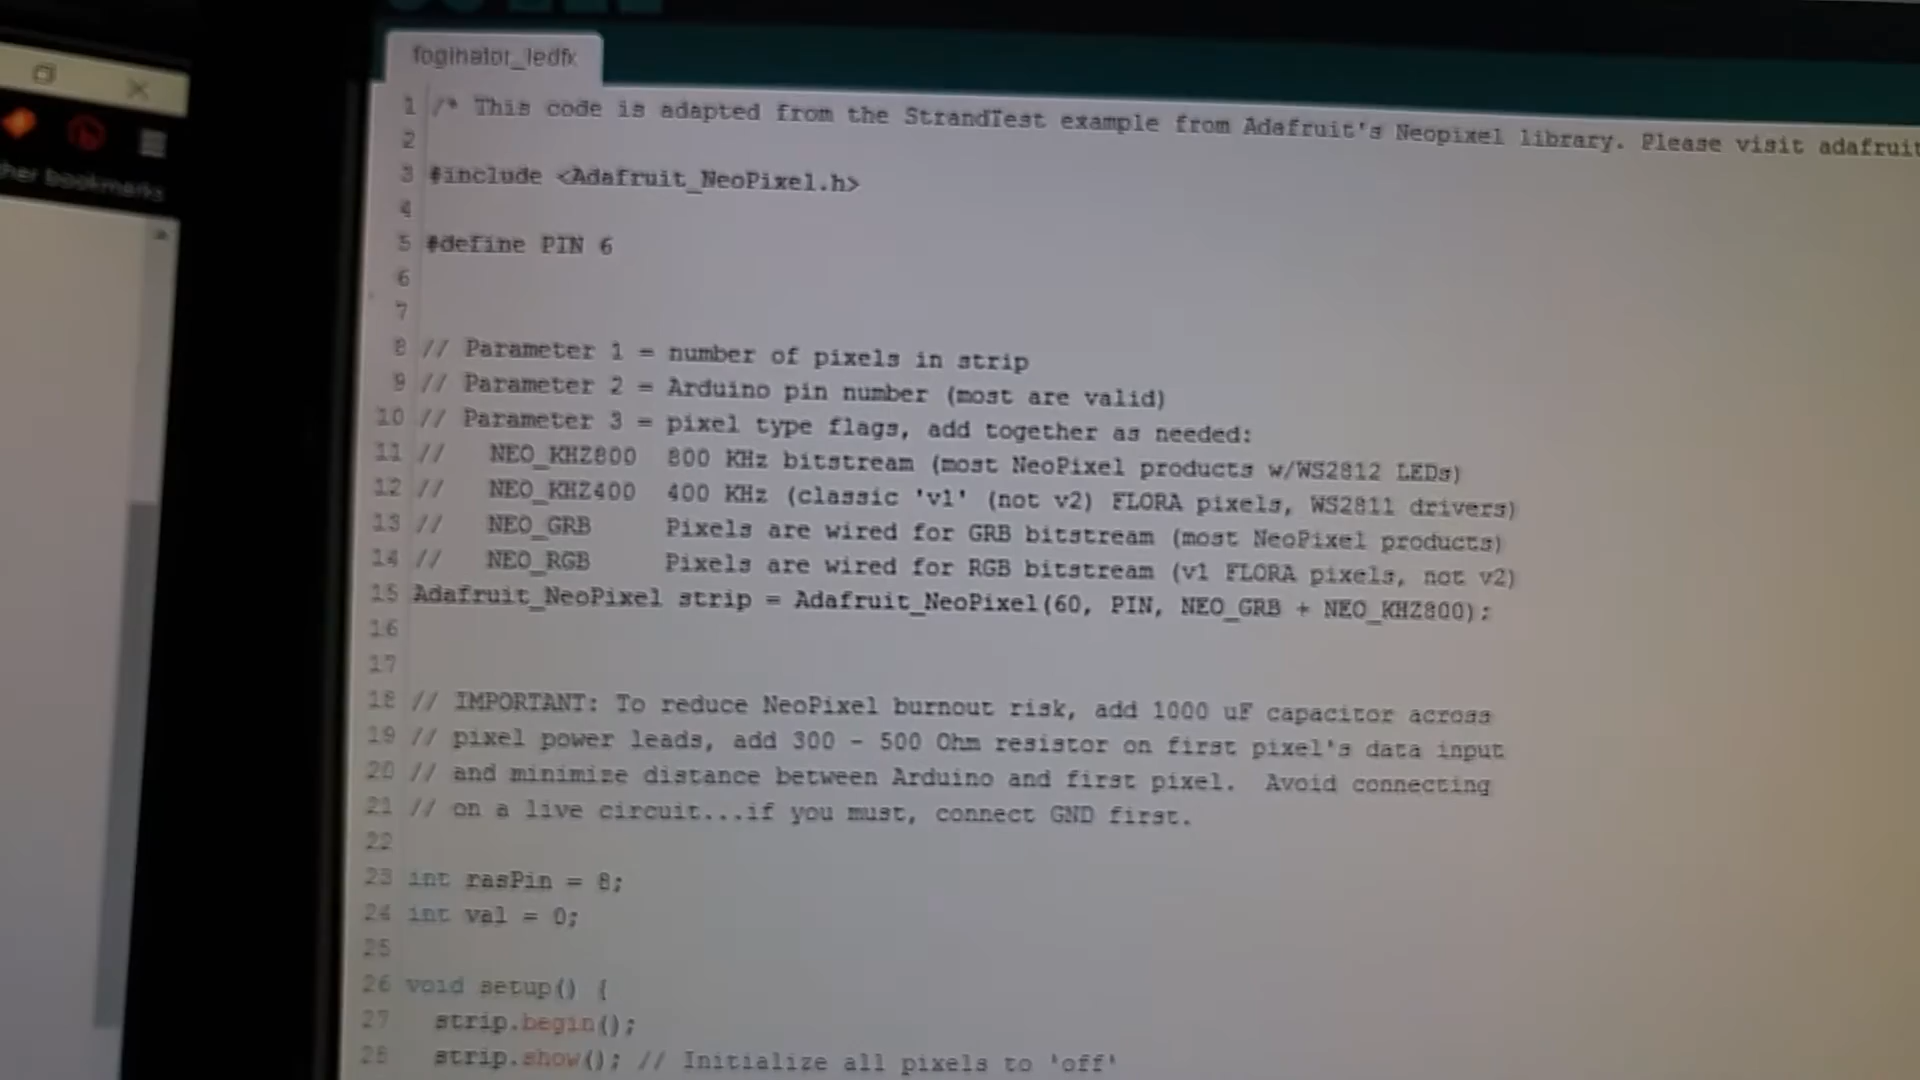 foginator_ledfx
her bookmarks
1 /* This code is adapted from the StrandTest example from Adafruit's Neopixel library. Please visit adafruit
2
3 #include <Adafruit_NeoPixel.h>
4
5 #define PIN 6
6
7
8 // Parameter 1 = number of pixels in strip
9 // Parameter 2 = Arduino pin number (most are valid)
10 // Parameter 3 = pixel type flags, add together as needed:
11 // NEO_KHZ800 800 KHz bitstream (most NeoPixel products w/WS2812 LEDs)
12 // NEO_KHZ400 400 KHz (classic 'v1' (not v2) FLORA pixels, WS2811 drivers)
13 // NEO_GRB Pixels are wired for GRB bitstream (most NeoPixel products)
14 // NEO_RGB Pixels are wired for RGB bitstream (v1 FLORA pixels, not v2)
15 Adafruit_NeoPixel strip = Adafruit_NeoPixel(60, PIN, NEO_GRB + NEO_KHZ800);
16
17
18 // IMPORTANT: To reduce NeoPixel burnout risk, add 1000 uF capacitor across
19 // pixel power leads, add 300 - 500 Ohm resistor on first pixel's data input
20 // and minimize distance between Arduino and first pixel. Avoid connecting
21 // on a live circuit...if you must, connect GND first.
22
23 int rasPin = 8;
24 int val = 0;
25
26 void setup() {
27 strip.begin();
28 strip.show(); // Initialize all pixels to 'off'